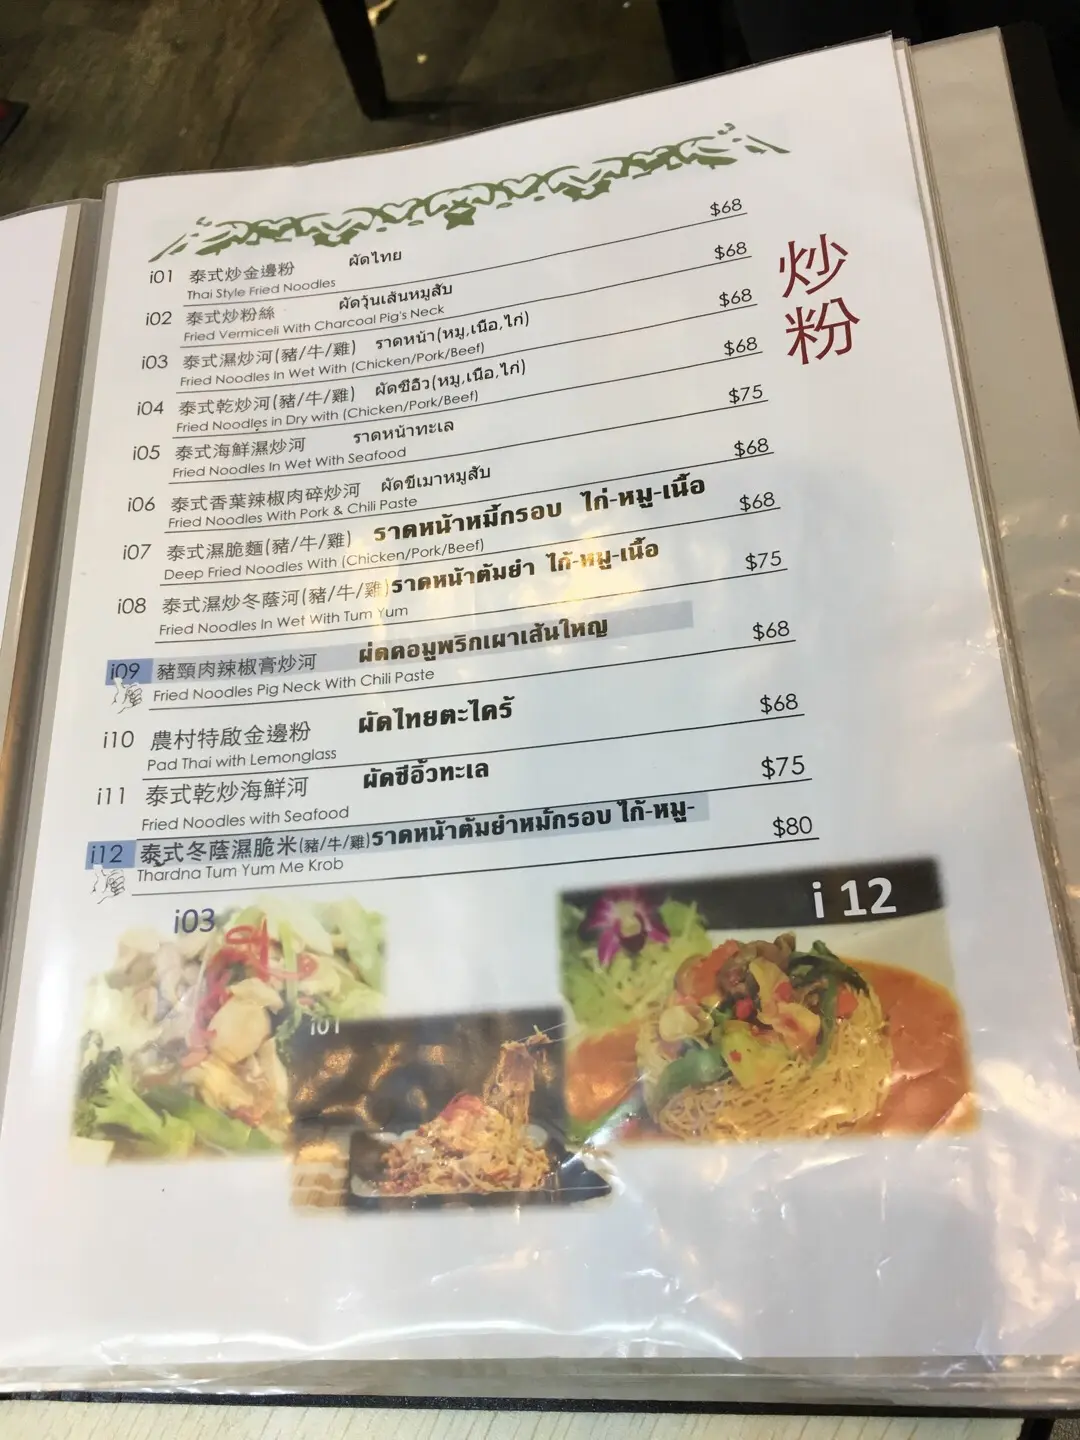 炒粉
i01 泰式炒金邊粉 ผัดไทย $68
Thai Style Fried Noodles
i02 泰式炒粉絲 ผัดวุ้นเส้นหมูสับ $68
Fried Vermiceli With Charcoal Pig's Neck
i03 泰式濕炒河(豬/牛/雞) ราดหน้า(หมู,เนือ,ไก่) $68
Fried Noodles In Wet With (Chicken/Pork/Beef)
i04 泰式乾炒河(豬/牛/雞) ผัดซีอิ๊ว(หมู,เนือ,ไก่) $68
Fried Noodles in Dry with (Chicken/Pork/Beef)
i05 泰式海鮮濕炒河 ราดหน้าทะเล $75
Fried Noodles In Wet With Seafood
i06 泰式香葉辣椒肉碎炒河 ผัดขีเมาหมูสับ $68
Fried Noodles With Pork & Chili Paste
i07 泰式濕脆麵(豬/牛/雞) ราดหน้าหมี่กรอบ ไก่-หมู-เนื้อ $68
Deep Fried Noodles With (Chicken/Pork/Beef)
i08 泰式濕炒冬蔭河(豬/牛/雞) ราดหน้าต้มยำ ไก้-หมู-เนื้อ $75
Fried Noodles In Wet With Tum Yum
i09 豬頸肉辣椒膏炒河 ผ่ดคอมูพริกเผาเส้นใหญ $68
Fried Noodles Pig Neck With Chili Paste
i10 農村特啟金邊粉 ผัดไทยตะไคร้ $68
Pad Thai with Lemonglass
i11 泰式乾炒海鮮河 ผัดซีอิ้วทะเล $75
Fried Noodles with Seafood
i12 泰式冬蔭濕脆米(豬/牛/雞) ราดหน้าต้มยำหมี่กรอบ ไก้-หมู- $80
Thardna Tum Yum Me Krob
i03
i01
i 12